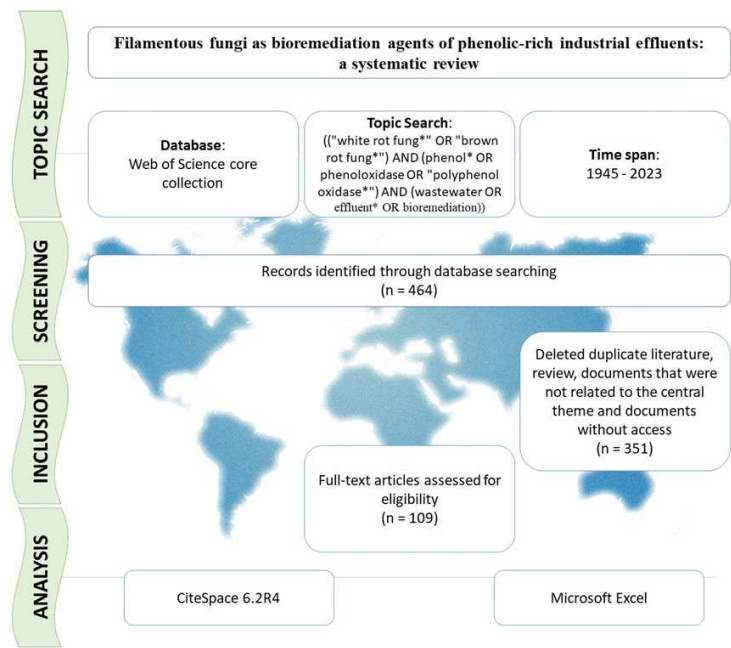 TOPIC SEARCH
Filamentous fungi as bioremediation agents of phenolic-rich industrial effluents:
a systematic review
Database:
Web of Science core
collection
Topic Search:
(("white rot fung*" OR "brown
rot fung*") AND (phenol* OR
phenoloxidase OR "polyphenol
oxidase*") AND (wastewater OR
effluent* OR bioremediation))
Time span:
1945 - 2023
SCREENING
Records identified through database searching
(n = 464)
INCLUSION
Deleted duplicate literature,
review, documents that were
not related to the central
theme and documents
without access
(n = 351)
Full-text articles assessed for
eligibility
(n = 109)
ANALYSIS
CiteSpace 6.2R4
Microsoft Excel